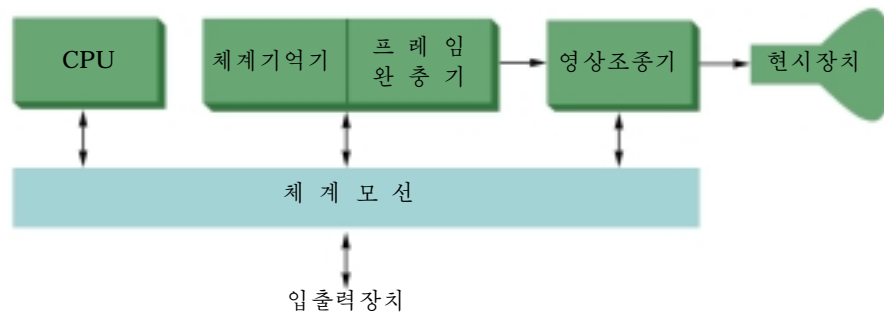 CPU
체계기억기
프레임
완충기
영상조종기
현시장치
체계모선
입출력장치